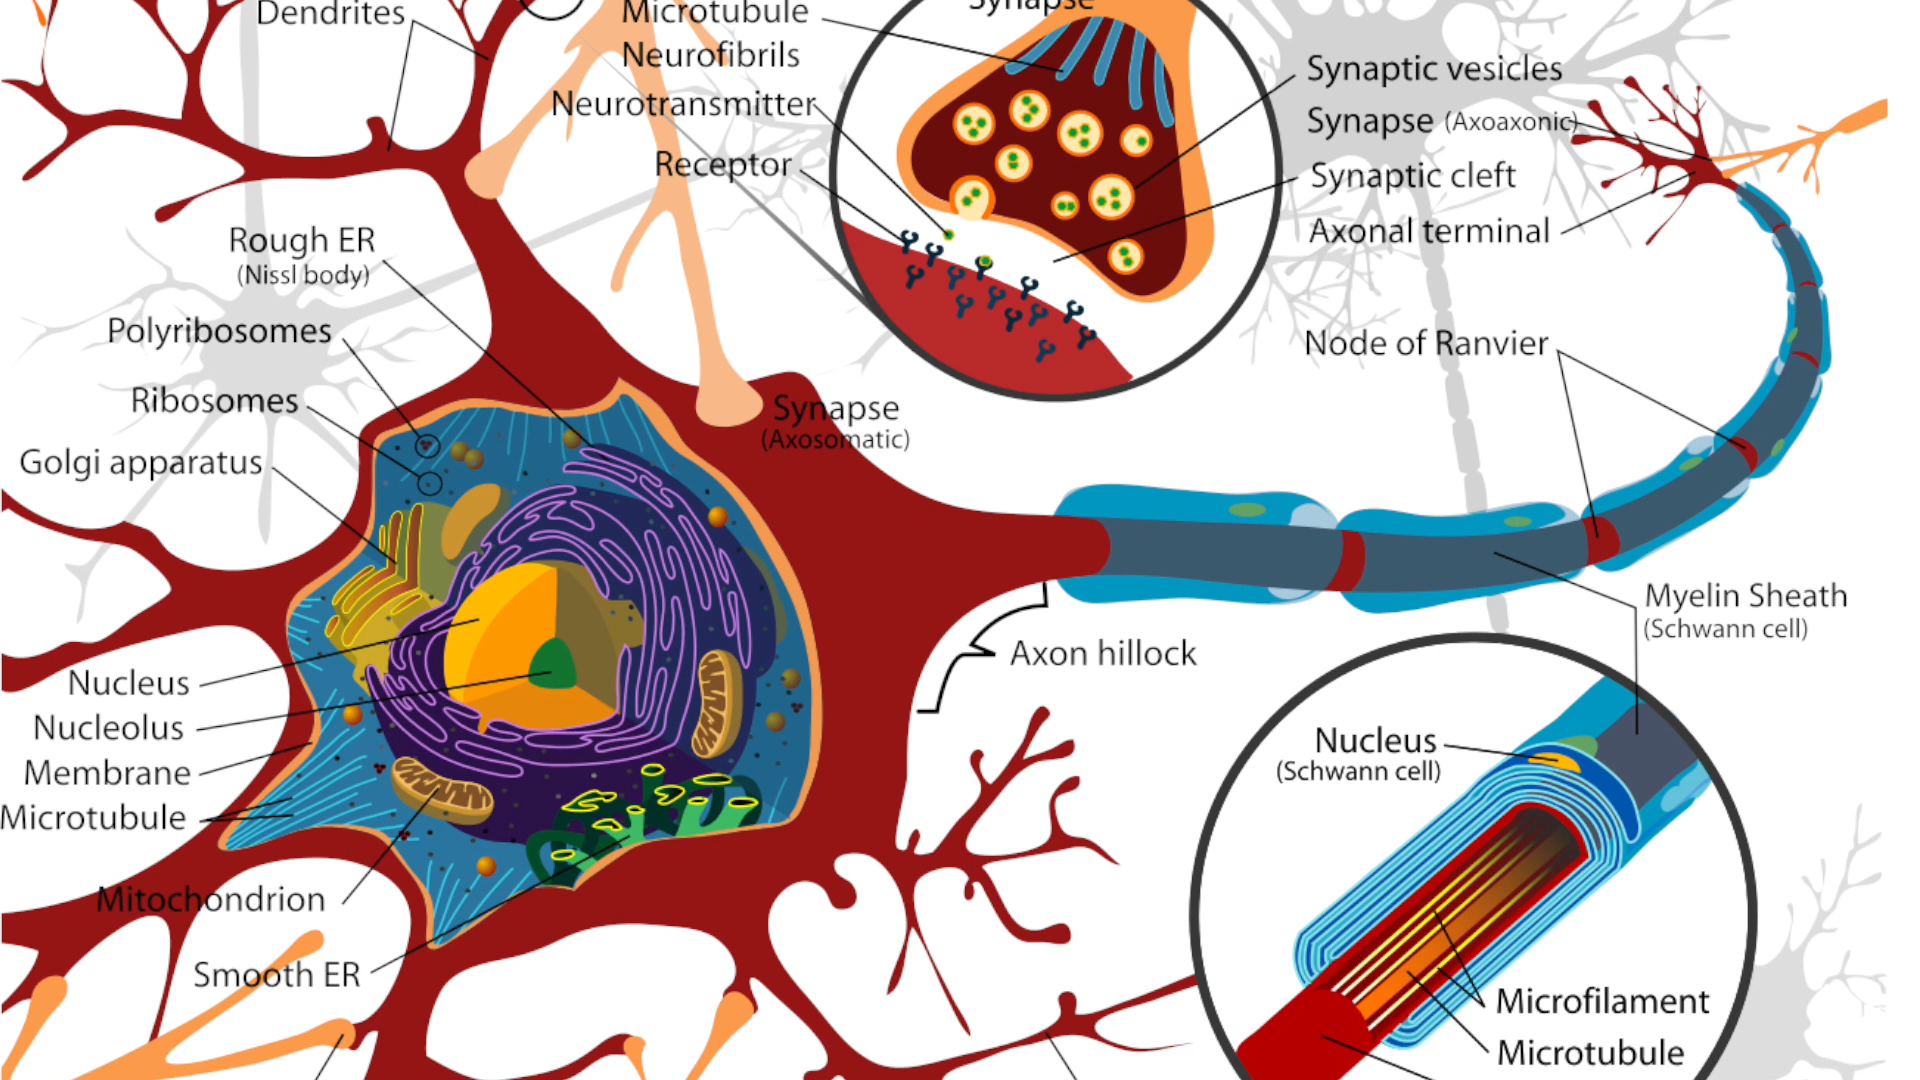 Dendrites
Microtubule
Neurofibrils
Neurotransmitter
Receptor
Synapse
Synaptic vesicles
Synapse (Axoaxonic)
Synaptic cleft
Axonal terminal
Rough ER
(Nissl body)
Polyribosomes
Ribosomes
Golgi apparatus
Synapse
(Axosomatic)
Node of Ranvier
Myelin Sheath
(Schwann cell)
Axon hillock
Nucleus
Nucleolus
Membrane
Microtubule
Mitochondrion
Smooth ER
Nucleus
(Schwann cell)
Microfilament
Microtubule